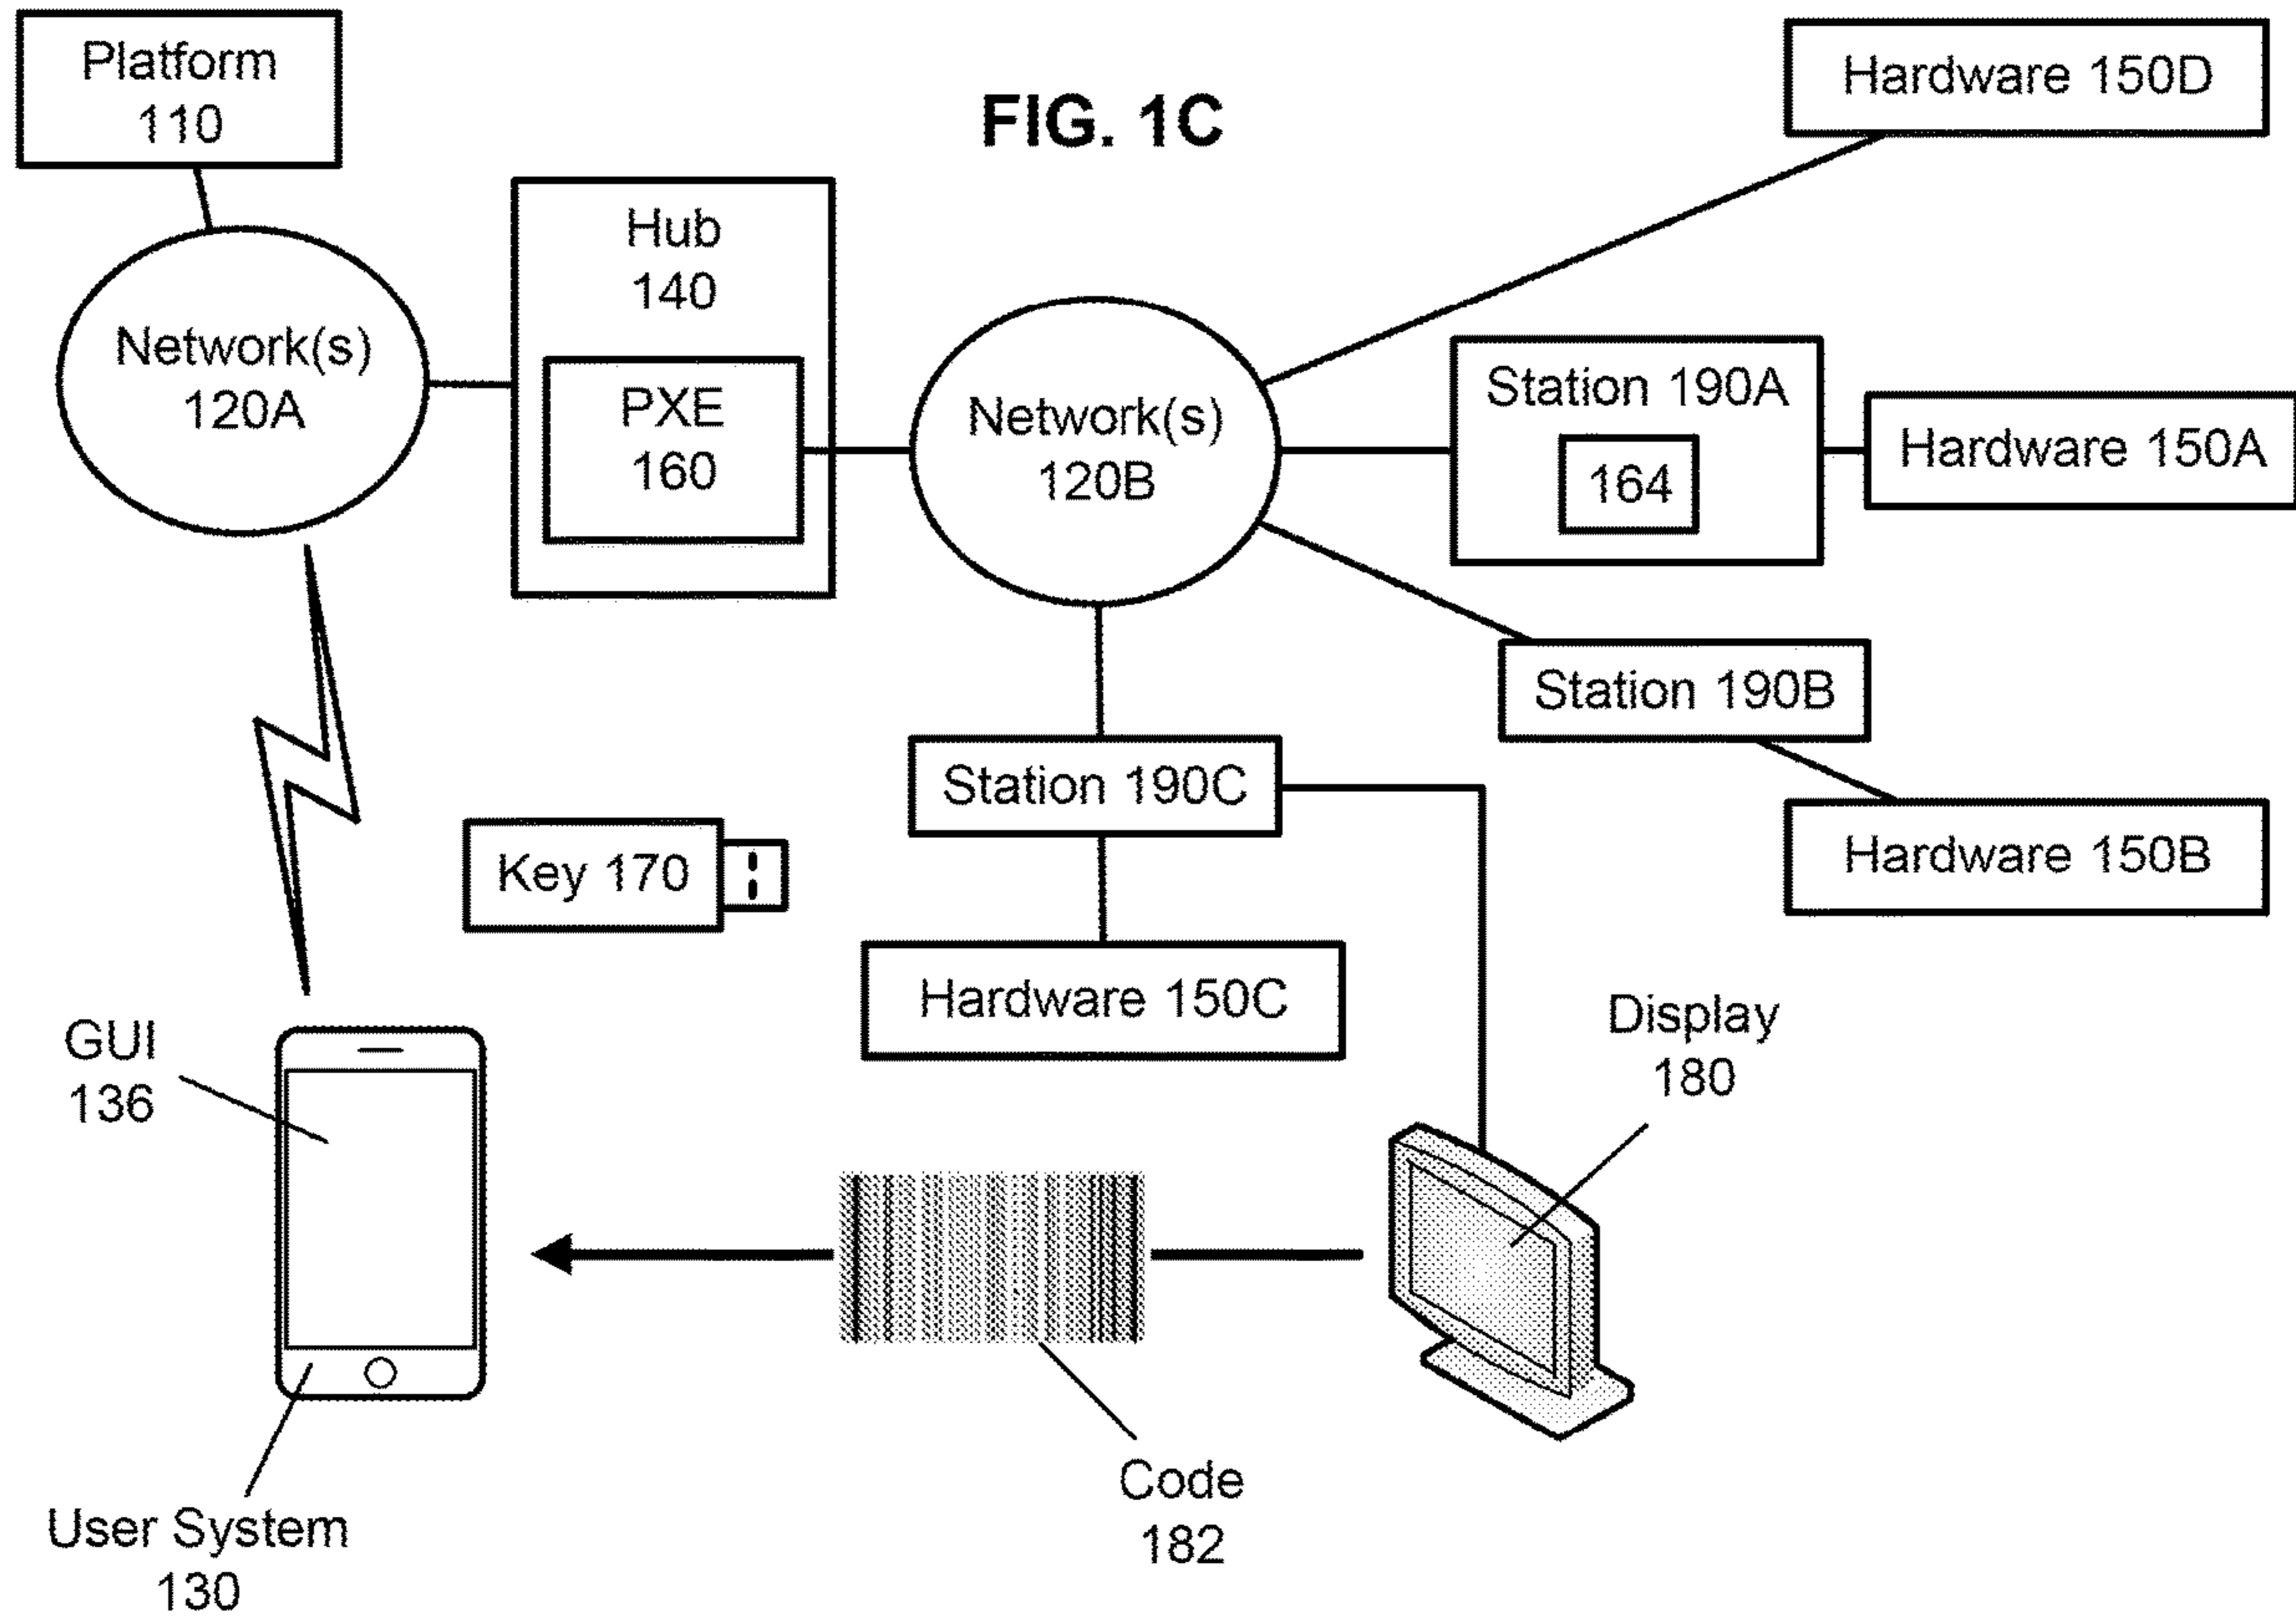 Platform
110
FIG. 1C
Hardware 150D
Hub
140
Network(s)
120A
PXE
160
Network(s)
120B
Station 190A
164
Hardware 150A
Station 190B
Station 190C
Hardware 150B
Key 170
Hardware 150C
Display
180
GUI
136
Code
182
User System
130